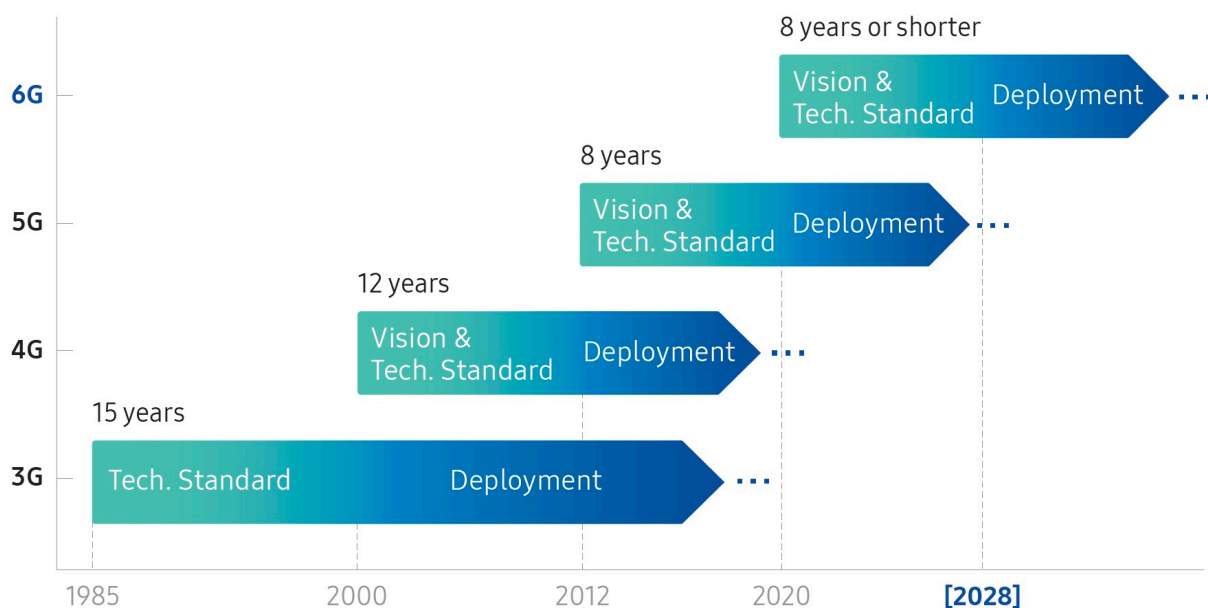 8 years or shorter
6G
Vision &
Tech. Standard
Deployment
8 years
5G
Vision &
Tech. Standard
Deployment
12 years
4G
Vision &
Tech. Standard
Deployment
15 years
3G
Tech. Standard
Deployment
1985
2000
2012
2020
[2028]